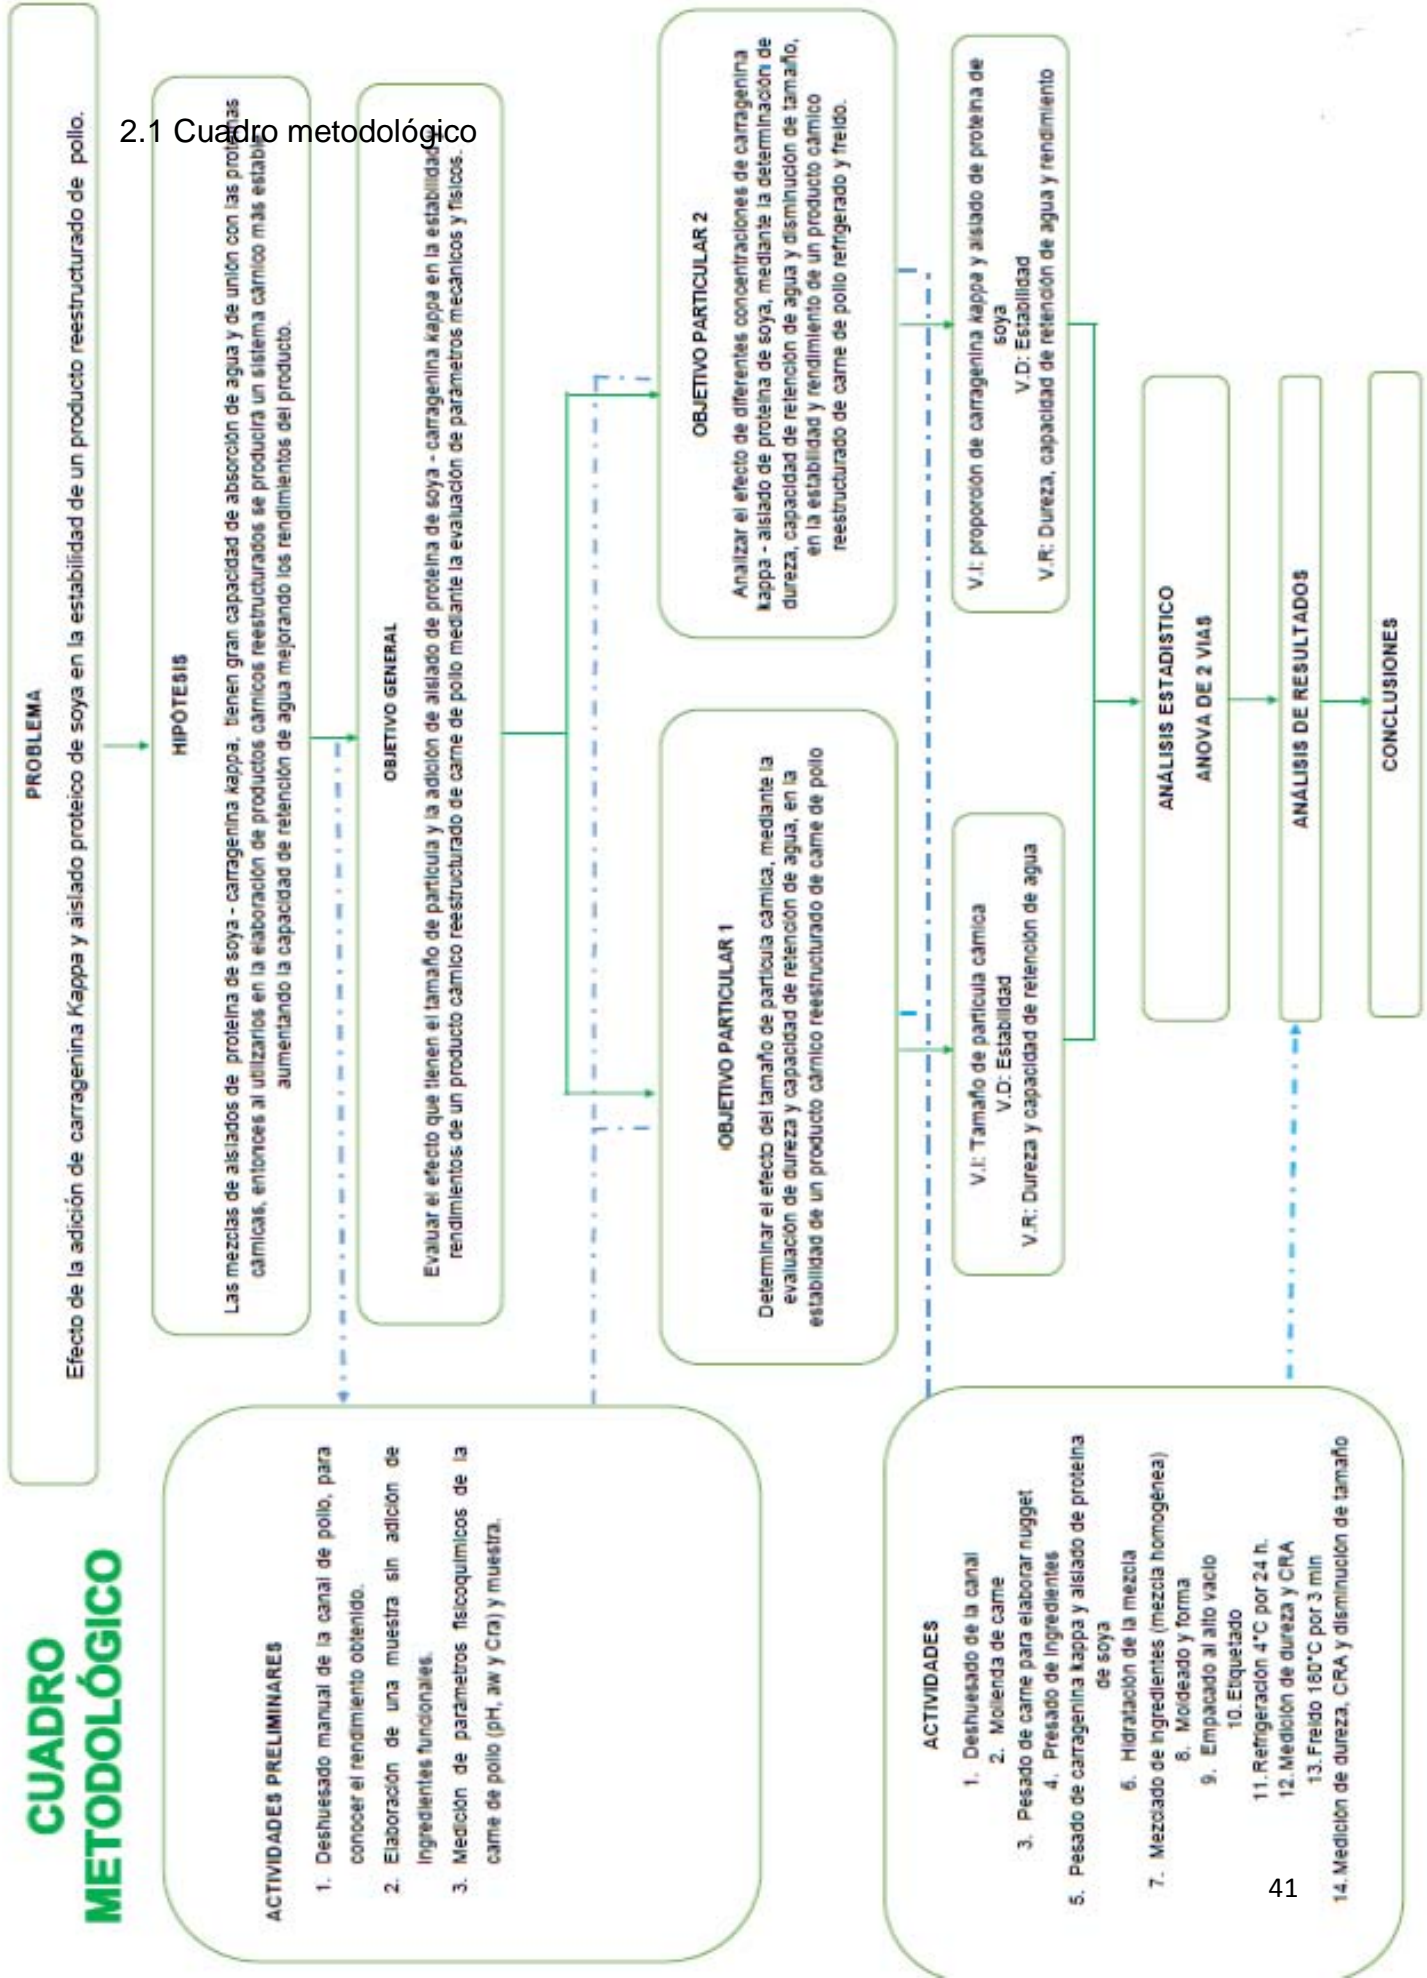 2.1 Cuadro metodológico
CUADRO
METODOLÓGICO
PROBLEMA
Efecto de la adición de carragenina Kappa y aislado proteico de soya en la estabilidad de un producto reestructurado de pollo.
HIPÓTESIS
Las mezclas de aislados de proteína de soya - carragenina kappa, tienen gran capacidad de absorción de agua y de unión con las proteínas
cárnicas, entonces al utilizarlos en la elaboración de productos cárnicos reestructurados se producirá un sistema cárnico más estable
aumentando la capacidad de retención de agua mejorando los rendimientos del producto.
OBJETIVO GENERAL
Evaluar el efecto que tienen el tamaño de partícula y la adición de aislado de proteína de soya - carragenina kappa en la estabilidad y
rendimientos de un producto cárnico reestructurado de carne de pollo mediante la evaluación de parámetros mecánicos y físicos.
ACTIVIDADES PRELIMINARES
1. Deshuesado manual de la canal de pollo, para
conocer el rendimiento obtenido.
2. Elaboración de una muestra sin adición de
ingredientes funcionales.
3. Medición de parámetros fisicoquímicos de la
carne de pollo (pH, aw y Cra) y muestra.
OBJETIVO PARTICULAR 1
Determinar el efecto del tamaño de partícula cárnica, mediante la
evaluación de dureza y capacidad de retención de agua, en la
estabilidad de un producto cárnico reestructurado de carne de pollo
OBJETIVO PARTICULAR 2
Analizar el efecto de diferentes concentraciones de carragenina
kappa - aislado de proteína de soya, mediante la determinación de
dureza, capacidad de retención de agua y disminución de tamaño,
en la estabilidad y rendimiento de un producto cárnico
reestructurado de carne de pollo refrigerado y freído.
V.I: Tamaño de partícula cárnica
V.D: Estabilidad
V.R: Dureza y capacidad de retención de agua
V.I: proporción de carragenina kappa y aislado de proteína de
soya
V.D: Estabilidad
V.R: Dureza, capacidad de retención de agua y rendimiento
ACTIVIDADES
1. Deshuesado de la canal
2. Molienda de carne
3. Pesado de carne para elaborar nugget
4. Presado de ingredientes
5. Pesado de carragenina kappa y aislado de proteína
de soya
6. Hidratación de la mezcla
7. Mezclado de ingredientes (mezcla homogénea)
8. Moldeado y forma
9. Empacado al alto vacío
10. Etiquetado
11. Refrigeración 4°C por 24 h.
12. Medición de dureza y CRA
13. Freído 180°C por 3 min
14. Medición de dureza, CRA y disminución de tamaño
ANÁLISIS ESTADISTICO
ANOVA DE 2 VIAS
ANÁLISIS DE RESULTADOS
CONCLUSIONES
41